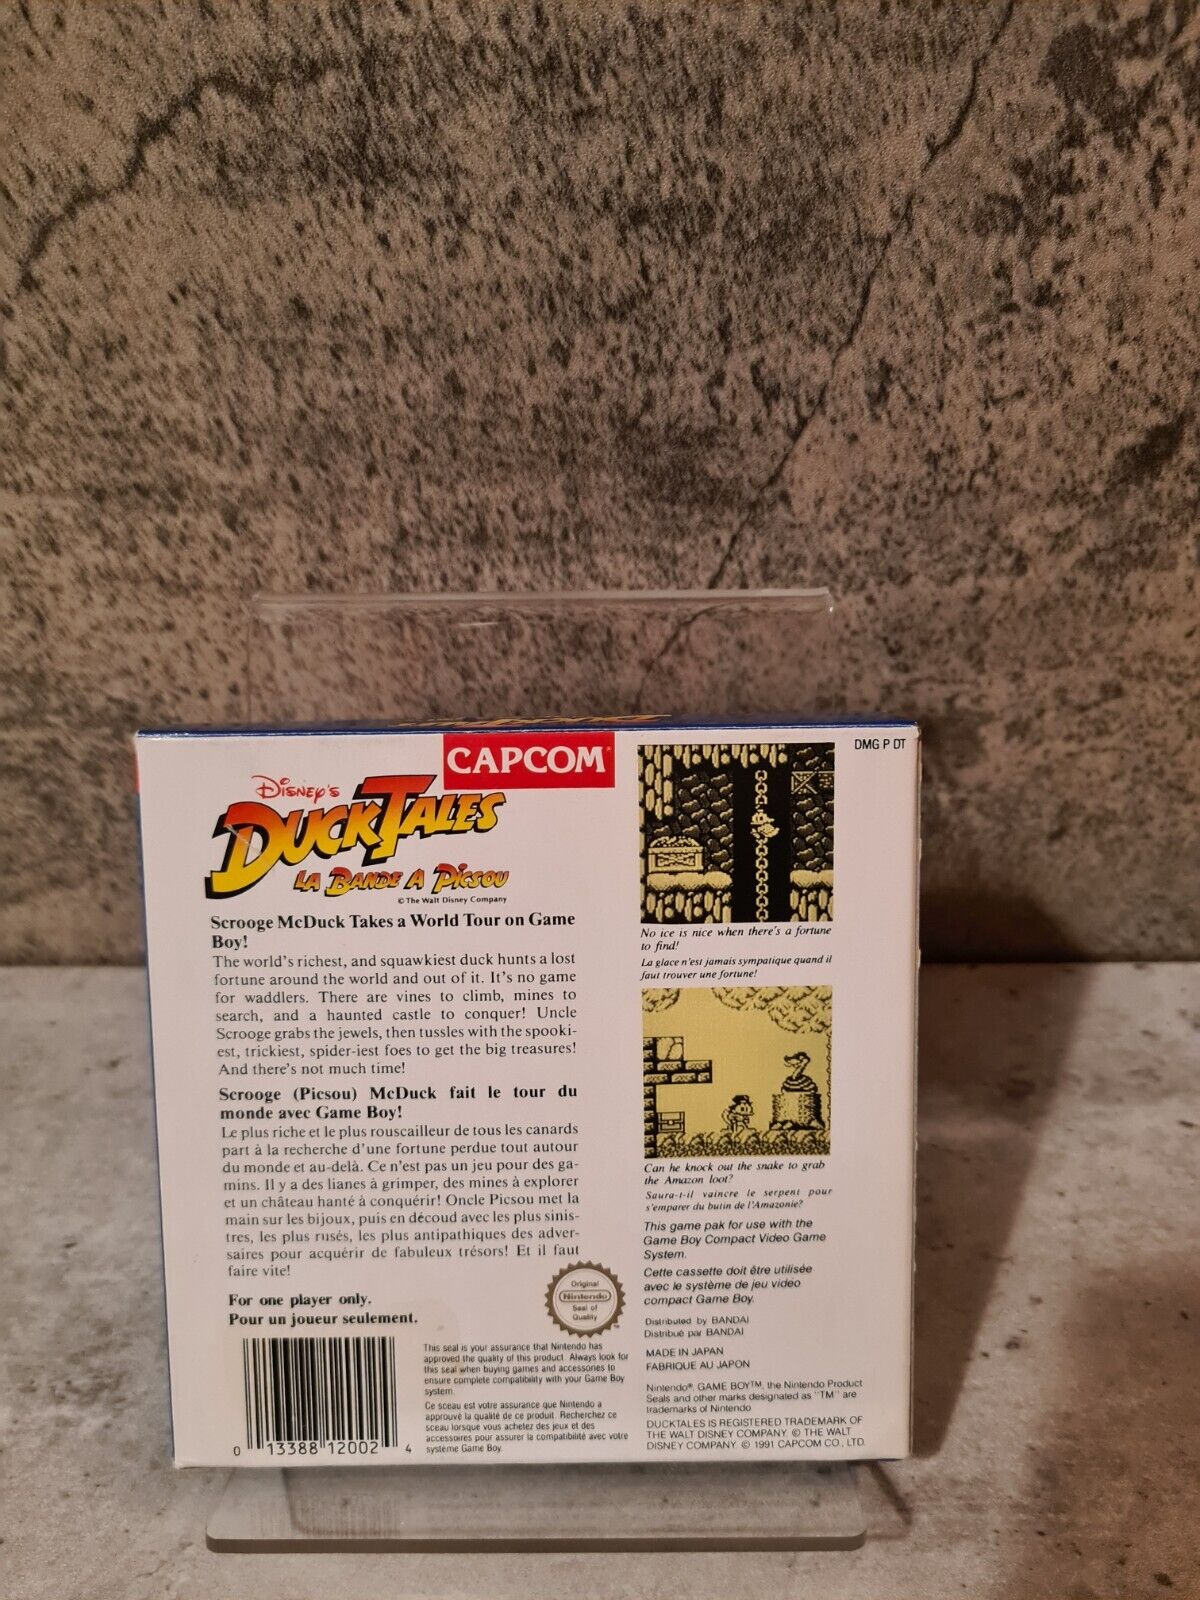 CAPCOM
DMG P DT
Disney's
DUCKTALES
LA BANDE A PICSOU
© The Walt Disney Company
Scrooge McDuck Takes a World Tour on Game
Boy!
The world's richest, and squawkiest duck hunts a lost
fortune around the world and out of it. It's no game
for waddlers. There are vines to climb, mines to
search, and a haunted castle to conquer! Uncle
Scrooge grabs the jewels, then tussles with the spooki-
est, trickiest, spider-iest foes to get the big treasures!
And there's not much time!
Scrooge (Picsou) McDuck fait le tour du
monde avec Game Boy!
Le plus riche et le plus rouscailleur de tous les canards
part à la recherche d'une fortune perdue tout autour
du monde et au-delà. Ce n'est pas un jeu pour des ga-
mins. Il y a des lianes à grimper, des mines à explorer
et un château hanté à conquérir! Oncle Picsou met la
main sur les bijoux, puis en découd avec les plus sinis-
tres, les plus rusés, les plus antipathiques des adver-
saires pour acquérir de fabuleux trésors! Et il faut
faire vite!
For one player only.
Pour un joueur seulement.
0 13388 12002 4
Original
Nintendo
Seal of
Quality
TM
This seal is your assurance that Nintendo has
approved the quality of this product. Always look for
this seal when buying games and accessories to
ensure complete compatibility with your Game Boy
system.
Ce sceau est votre assurance que Nintendo a
approuvé la qualité de ce produit. Recherchez ce
sceau lorsque vous achetez des jeux et des
accessoires pour assurer la compatibilité avec votre
système Game Boy.
No ice is nice when there's a fortune
to find!
La glace n'est jamais sympatique quand il
faut trouver une fortune!
Can he knock out the snake to grab
the Amazon loot?
Saura-t-il vaincre le serpent pour
s'emparer du butin de l'Amazonie?
This game pak for use with the
Game Boy Compact Video Game
System.
Cette cassette doit être utilisée
avec le système de jeu video
compact Game Boy.
Distributed by BANDAI
Distribué par BANDAI
MADE IN JAPAN
FABRIQUE AU JAPON
Nintendo®, GAME BOY™, the Nintendo Product
Seals and other marks designated as "TM" are
trademarks of Nintendo
DUCKTALES IS REGISTERED TRADEMARK OF
THE WALT DISNEY COMPANY. © THE WALT
DISNEY COMPANY. © 1991 CAPCOM CO., LTD.